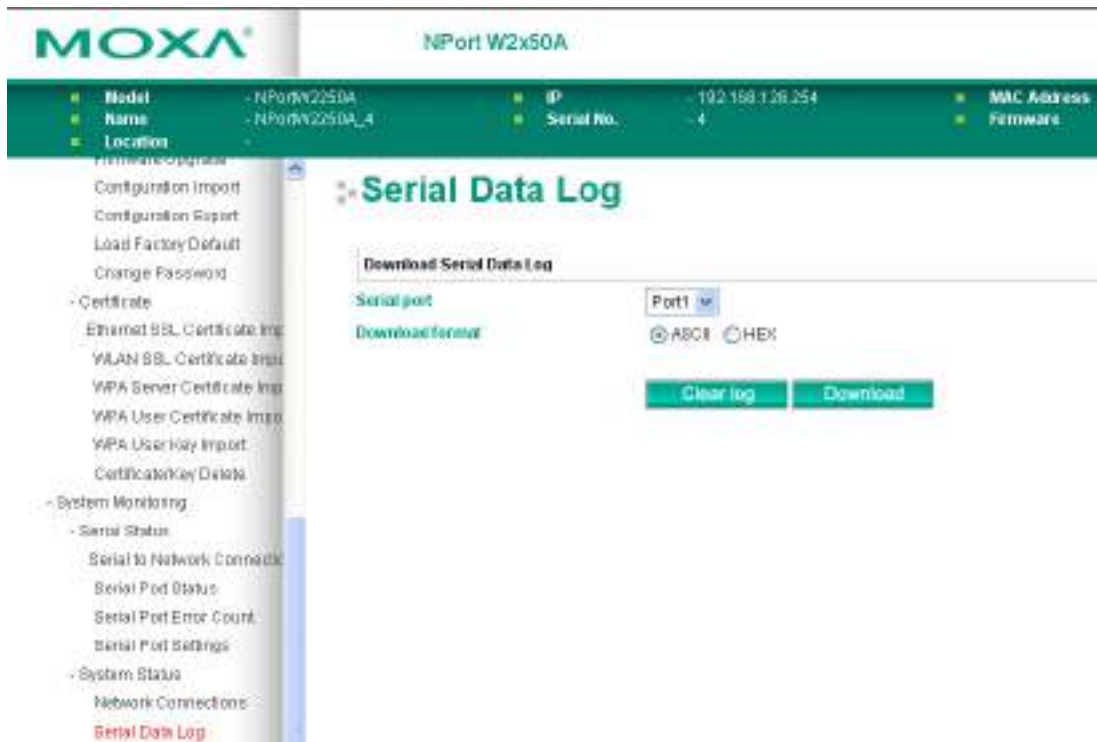 MOXA
NPort W2x50A
Model - NPortW2250A
IP - 192.168.126.254
MAC Address
Name - NPortW2250A_4
Serial No. - 4
Firmware
Location -
Firmware Upgrade
Configuration Import
Configuration Export
Load Factory Default
Change Password
- Certificate
Ethernet SSL Certificate Imp
WLAN SSL Certificate Impo
WPA Server Certificate Imp
WPA User Certificate Impo
WPA User Key Import
Certificate/Key Delete
- System Monitoring
- Serial Status
Serial to Network Connectic
Serial Port Status
Serial Port Error Count
Serial Port Settings
- System Status
Network Connections
Serial Data Log
Serial Data Log
Download Serial Data Log
Serial port Port1
Download format ASCII HEX
Clear log Download